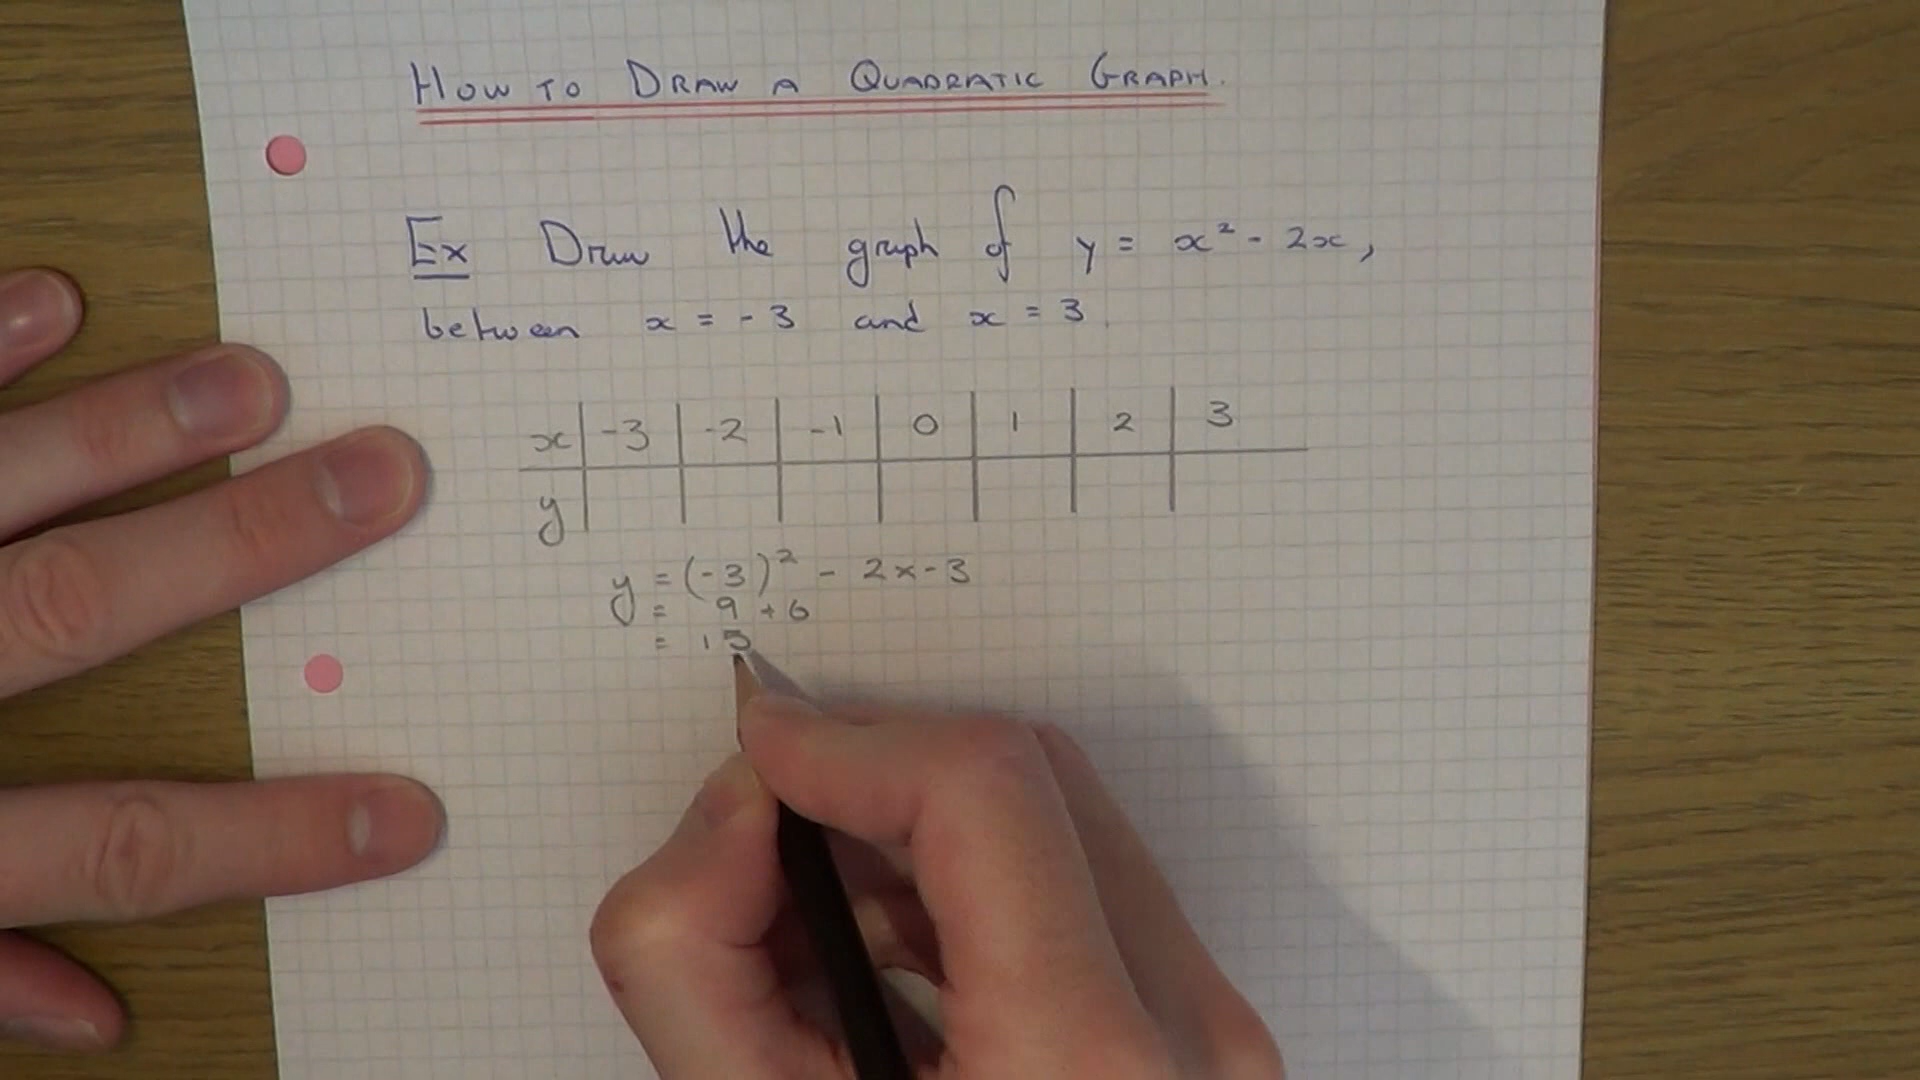 HOW TO DRAW A QUADRATIC GRAPH.
Ex Draw the graph of y = x² - 2x,
between x = -3 and x = 3.
x -3 -2 -1 0 1 2 3
y
y = (-3)² - 2x-3
= 9 + 6
= 15